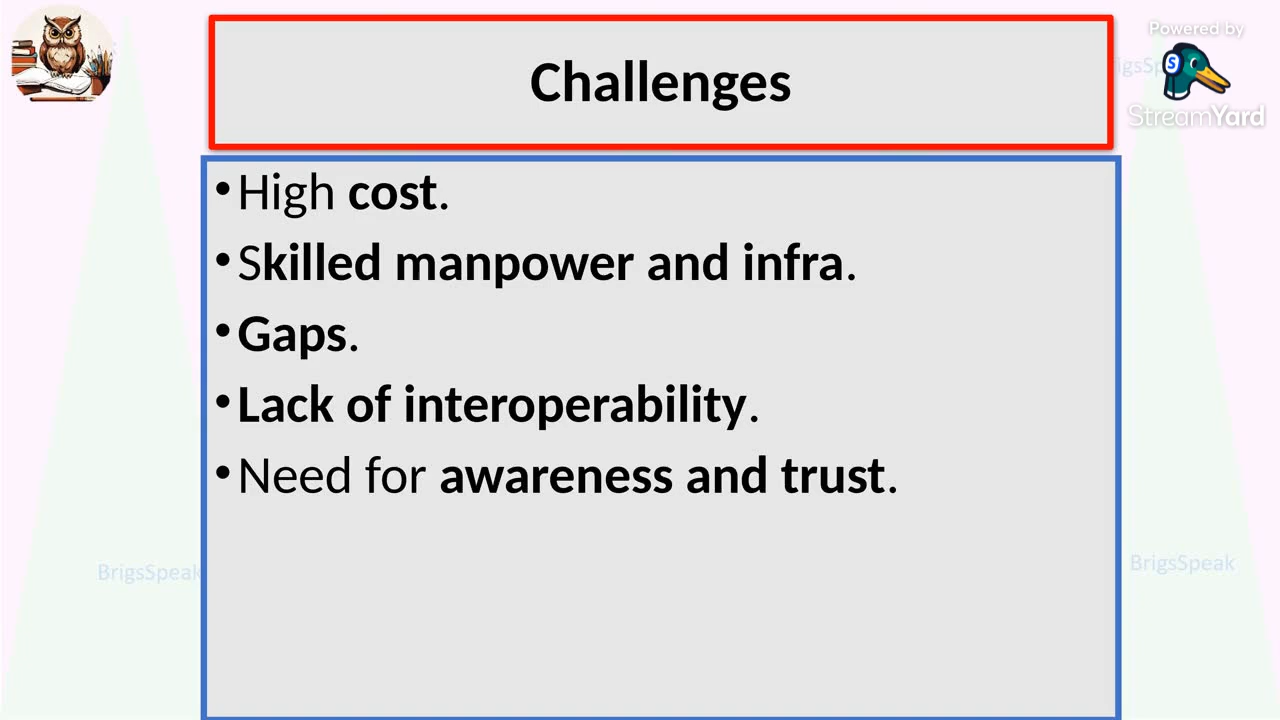 Challenges
Powered by
StreamYard
• High cost.
• Skilled manpower and infra.
• Gaps.
• Lack of interoperability.
• Need for awareness and trust.
BrigsSpeak
BrigsSpeak